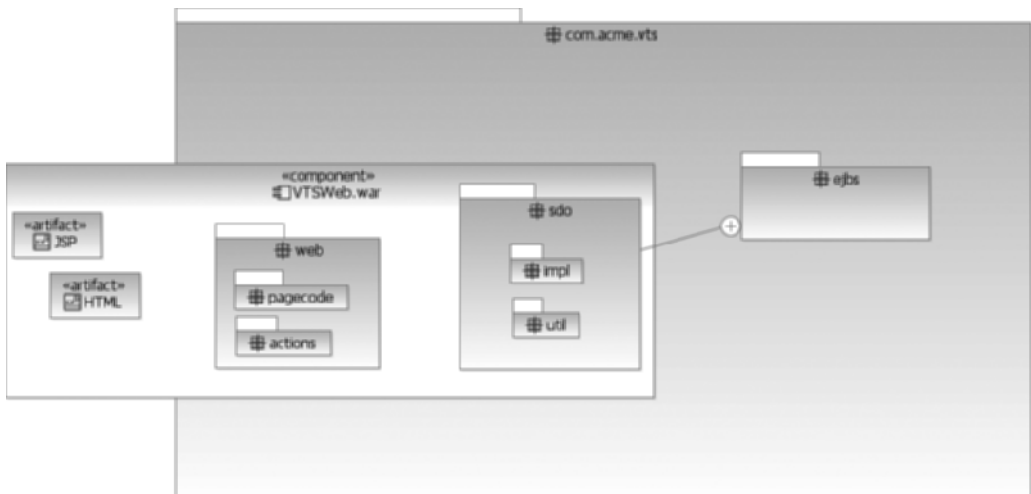 com.acme.vts
«component»
VTSWeb.war
ejbs
«artifact»
JSP
sdo
web
«artifact»
HTML
impl
pagecode
util
actions